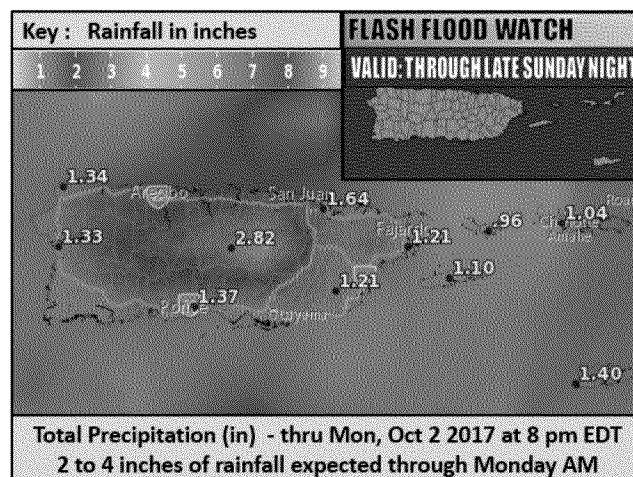 Key : Rainfall in inches
1 2 3 4 5 6 7 8 9
FLASH FLOOD WATCH
VALID: THROUGH LATE SUNDAY NIGHT
1.34
Arecibo
San Juan
1.64
Road
1.04
Charlotte
Amalie
.96
Fajardo
1.21
1.33
2.82
1.10
1.21
1.37
Ponce
Guayama
1.40
Total Precipitation (in) - thru Mon, Oct 2 2017 at 8 pm EDT
2 to 4 inches of rainfall expected through Monday AM